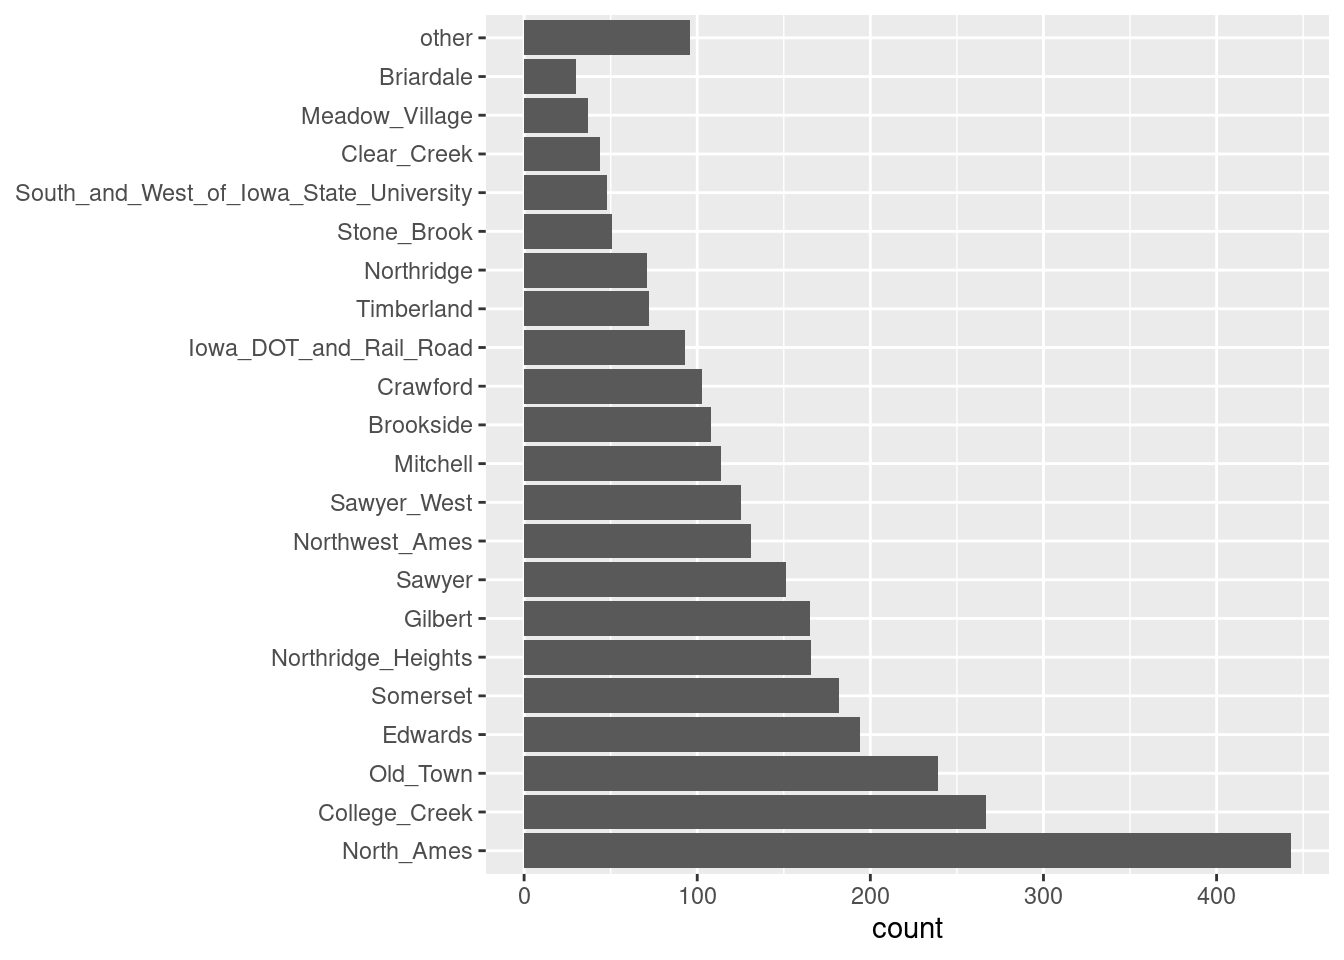 other
Briardale
Meadow_Village
Clear_Creek
South_and_West_of_Iowa_State_University
Stone_Brook
Northridge
Timberland
Iowa_DOT_and_Rail_Road
Crawford
Brookside
Mitchell
Sawyer_West
Northwest_Ames
Sawyer
Gilbert
Northridge_Heights
Somerset
Edwards
Old_Town
College_Creek
North_Ames
0 100 200 300 400
count